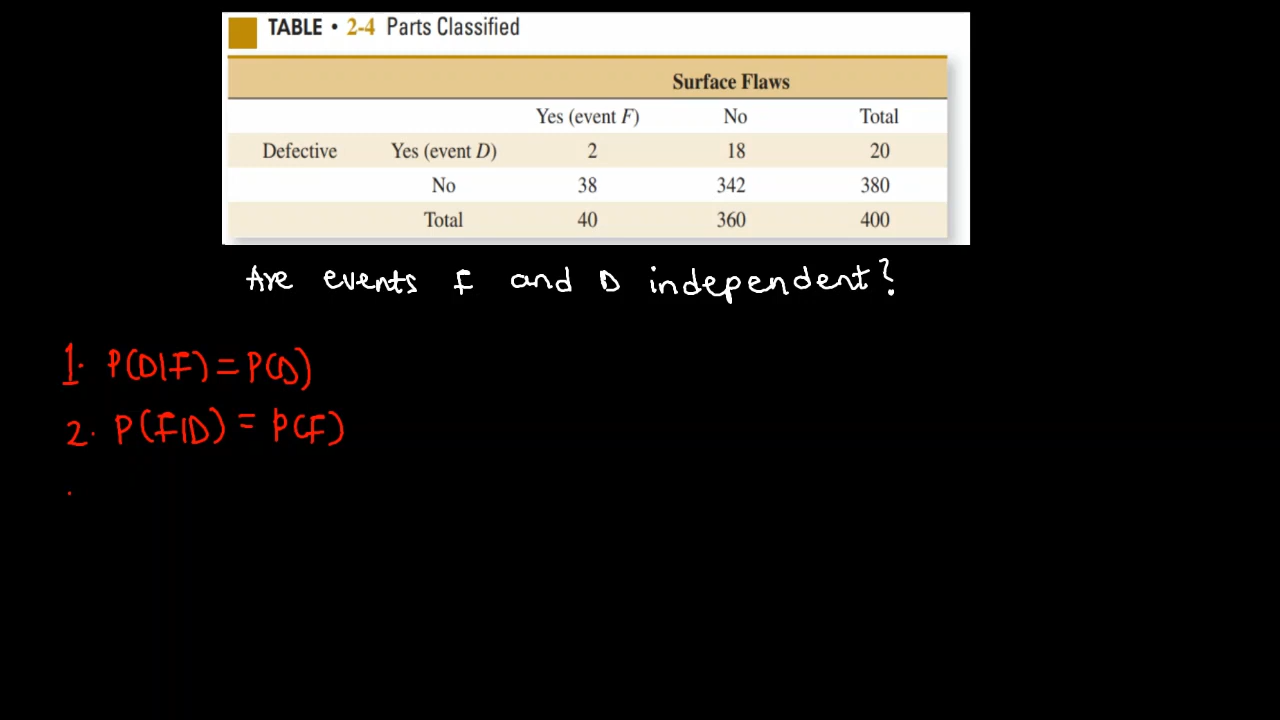 TABLE • 2-4 Parts Classified
Surface Flaws
Yes (event F) No Total
Defective Yes (event D) 2 18 20
No 38 342 380
Total 40 360 400
Are events F and D independent?
1. P(D|F) = P(D)
2. P(F|D) = P(F)